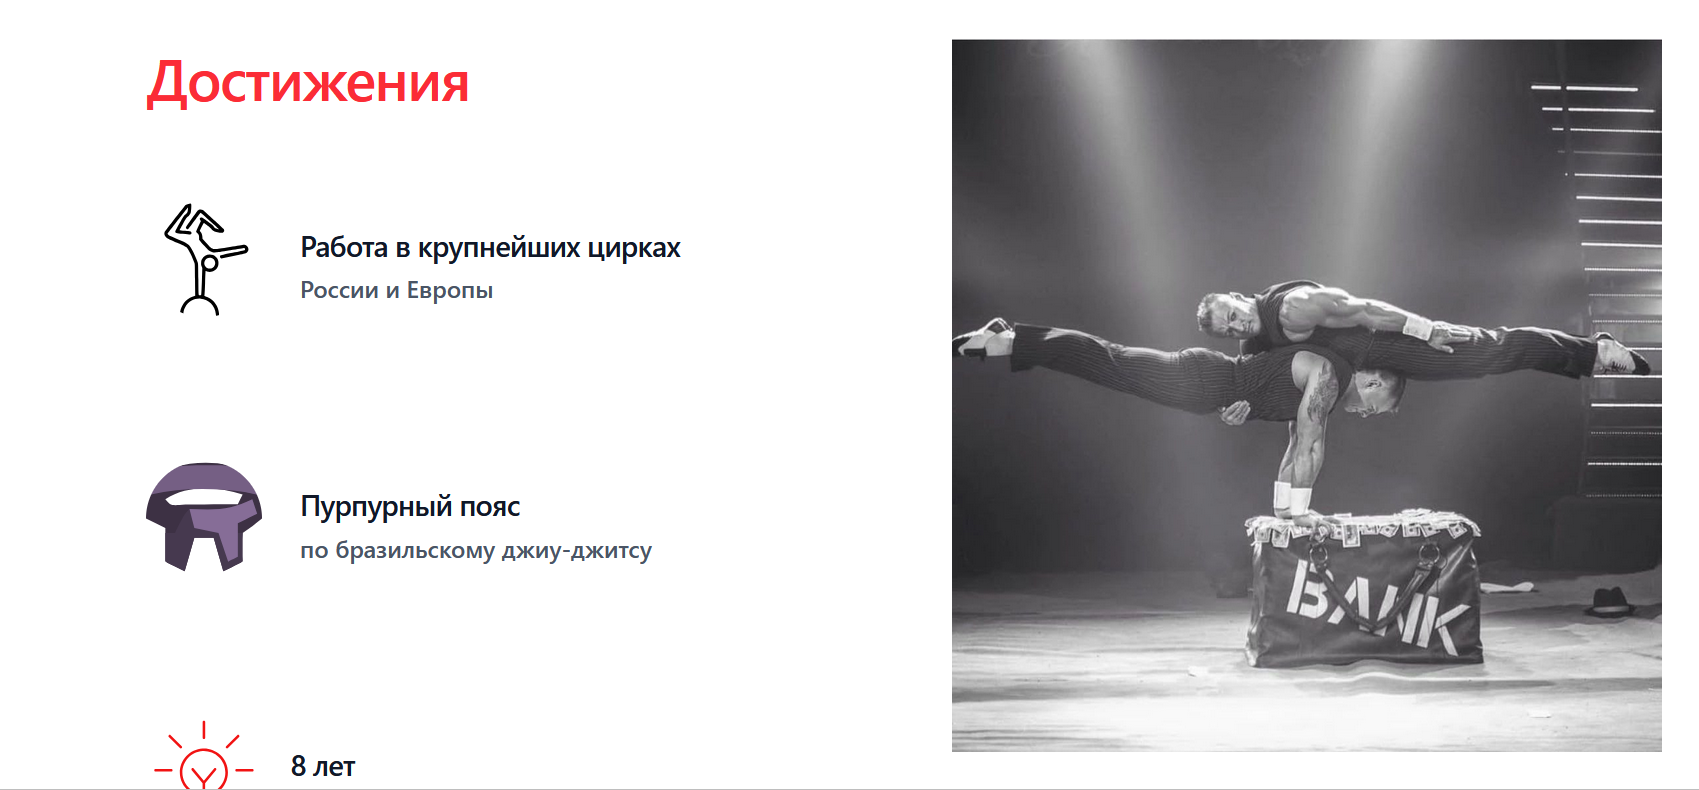 Достижения
Работа в крупнейших цирках
России и Европы
Пурпурный пояс
по бразильскому джиу-джитсу
8 лет
BANK